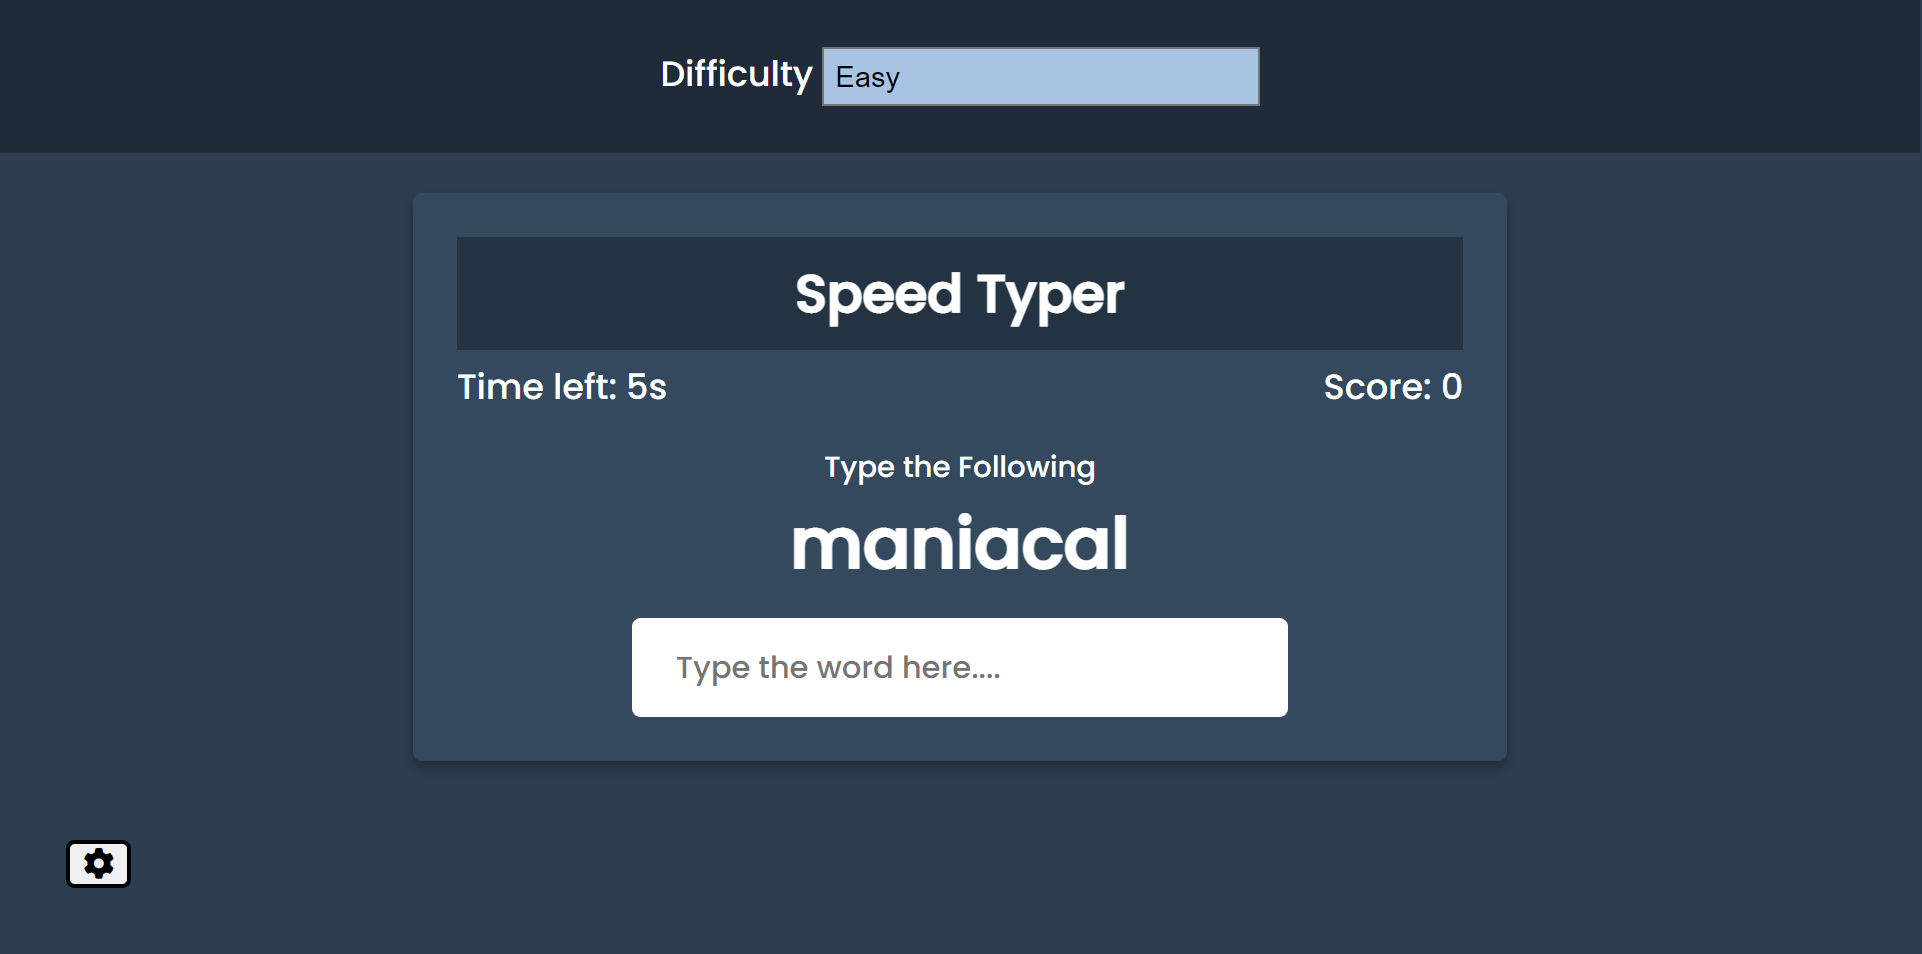 Difficulty Easy
Speed Typer
Time left: 5s Score: 0
Type the Following
maniacal
Type the word here....